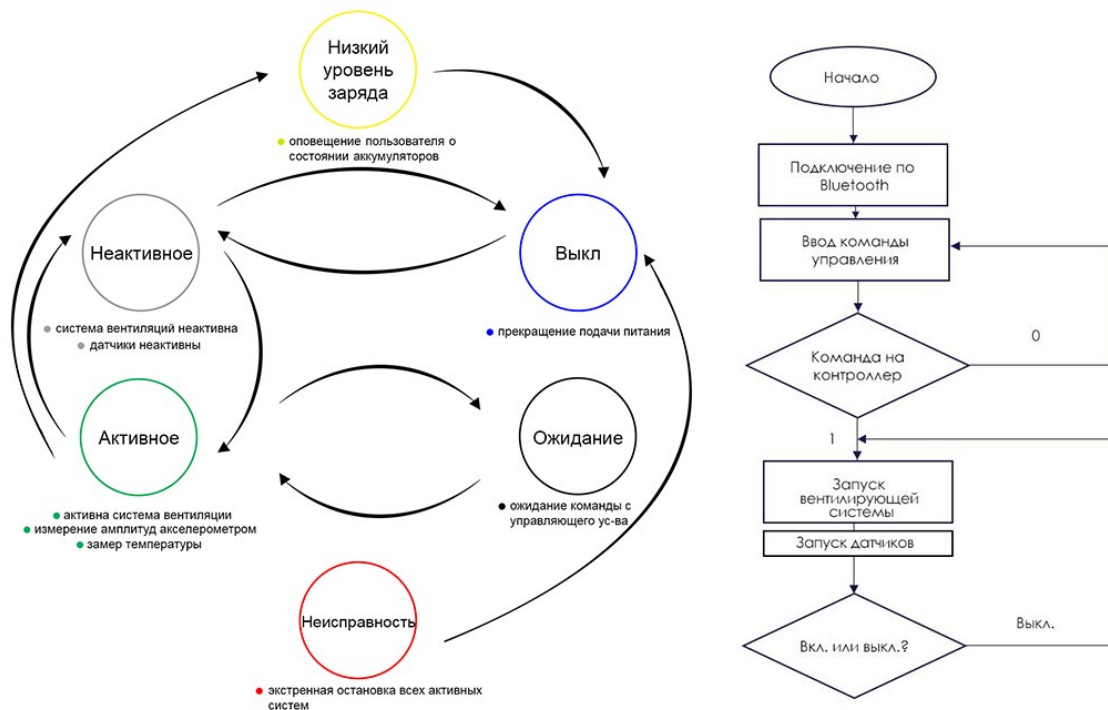 Низкий
уровень
заряда
оповещение пользователя о
состоянии аккумуляторов
Неактивное
система вентиляций неактивна
датчики неактивны
Выкл
прекращение подачи питания
Активное
активна система вентиляции
измерение амплитуд акселерометром
замер температуры
Ожидание
ожидание команды с
управляющего ус-ва
Неисправность
экстренная остановка всех активных
систем
Начало
Подключение по
Bluetooth
Ввод команды
управления
Команда на
контроллер
0
1
Запуск
вентилирующей
системы
Запуск датчиков
Вкл. или выкл.?
Выкл.